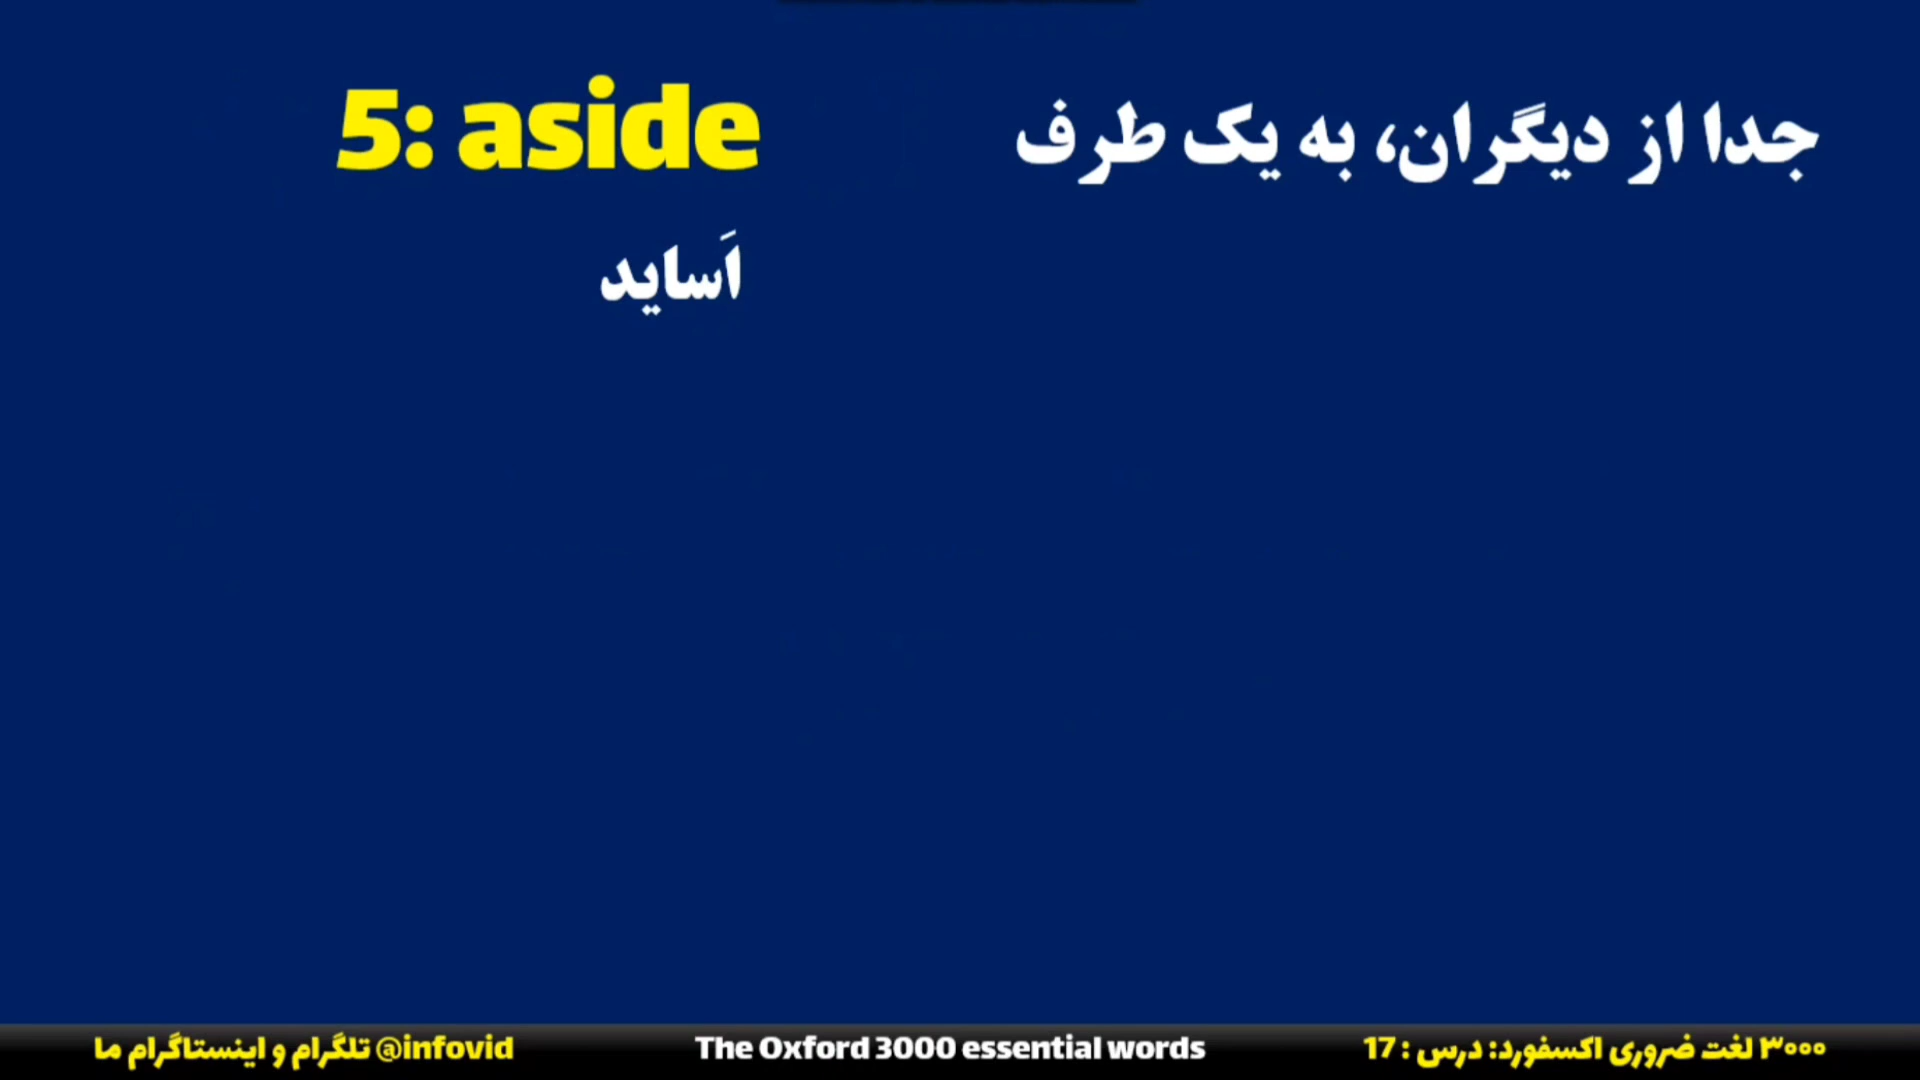 5: aside
جدا از دیگران، به یک طرف
اَساید
@infovid تلگرام و اینستاگرام ما
The Oxford 3000 essential words
۳۰۰۰ لغت ضروری اکسفورد: درس : 17